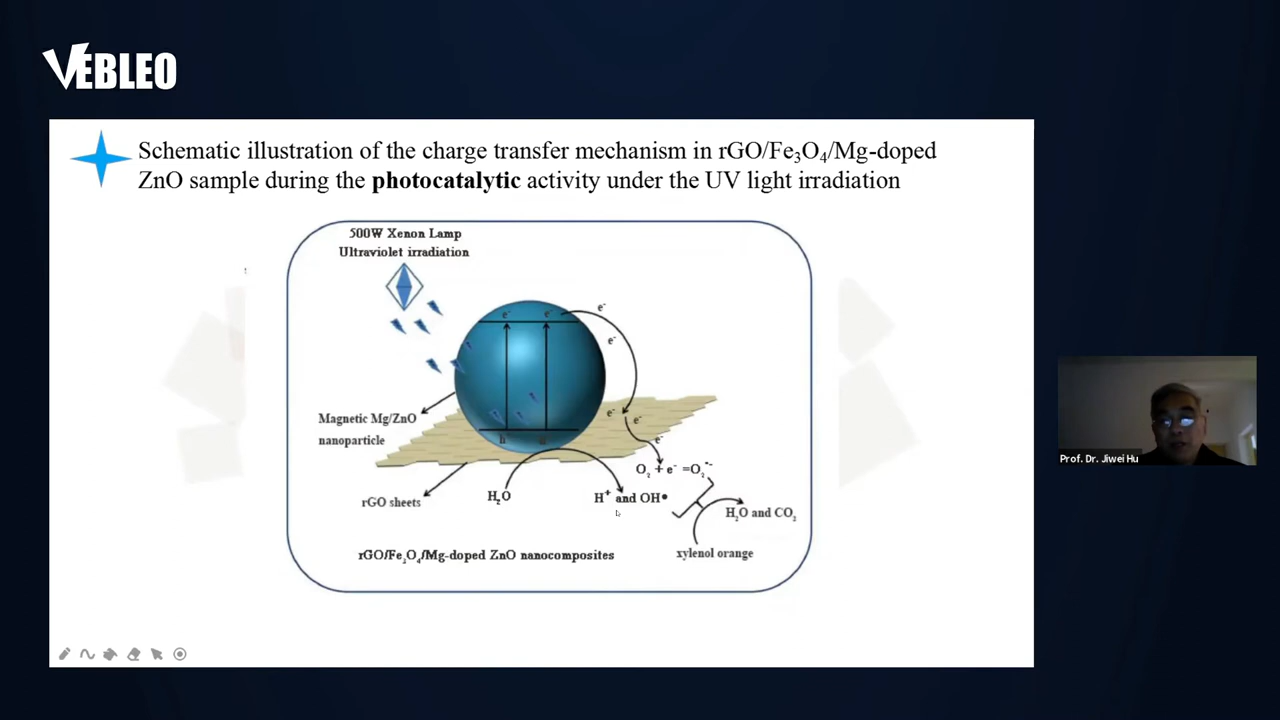 VEBLEO
Schematic illustration of the charge transfer mechanism in rGO/Fe₃O₄/Mg-doped
ZnO sample during the photocatalytic activity under the UV light irradiation
500W Xenon Lamp
Ultraviolet irradiation
e⁻ e⁻
e⁻
e⁻
Magnetic Mg/ZnO
nanoparticle
e⁻
e⁻
e⁻
h⁺
O₂ + e⁻ =O₂•⁻
rGO sheets
H₂O
H⁺ and OH•
H₂O and CO₂
rGO/Fe₃O₄/Mg-doped ZnO nanocomposites
xylenol orange
Prof. Dr. Jiwei Hu